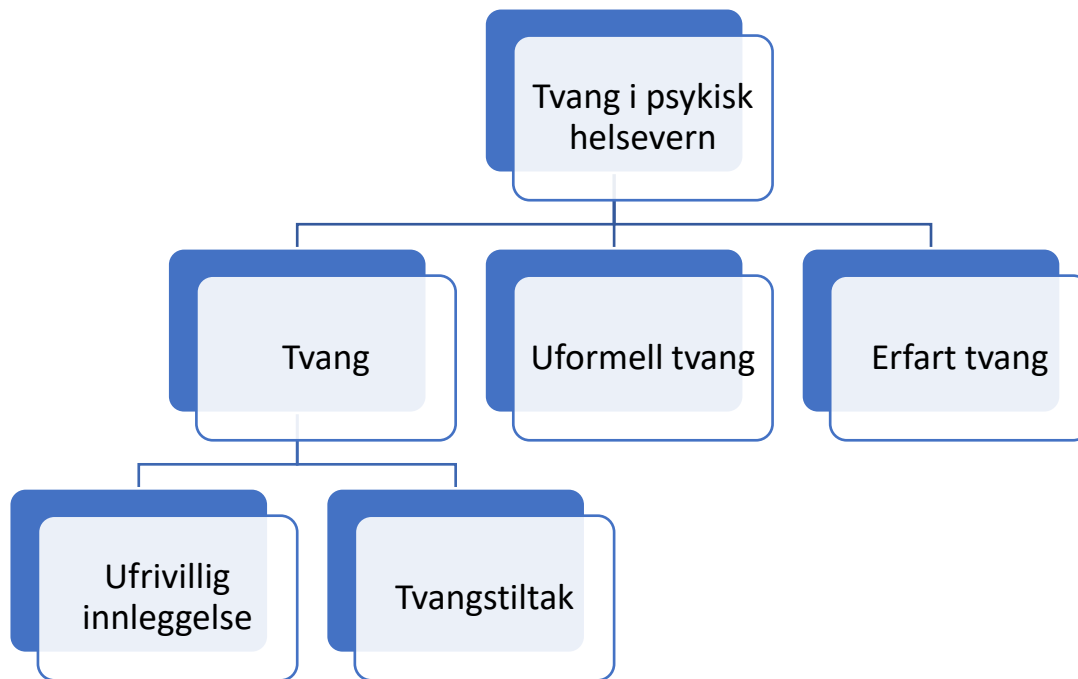 Tvang i psykisk
helsevern
Tvang
Uformell tvang
Erfart tvang
Ufrivillig
innleggelse
Tvangstiltak